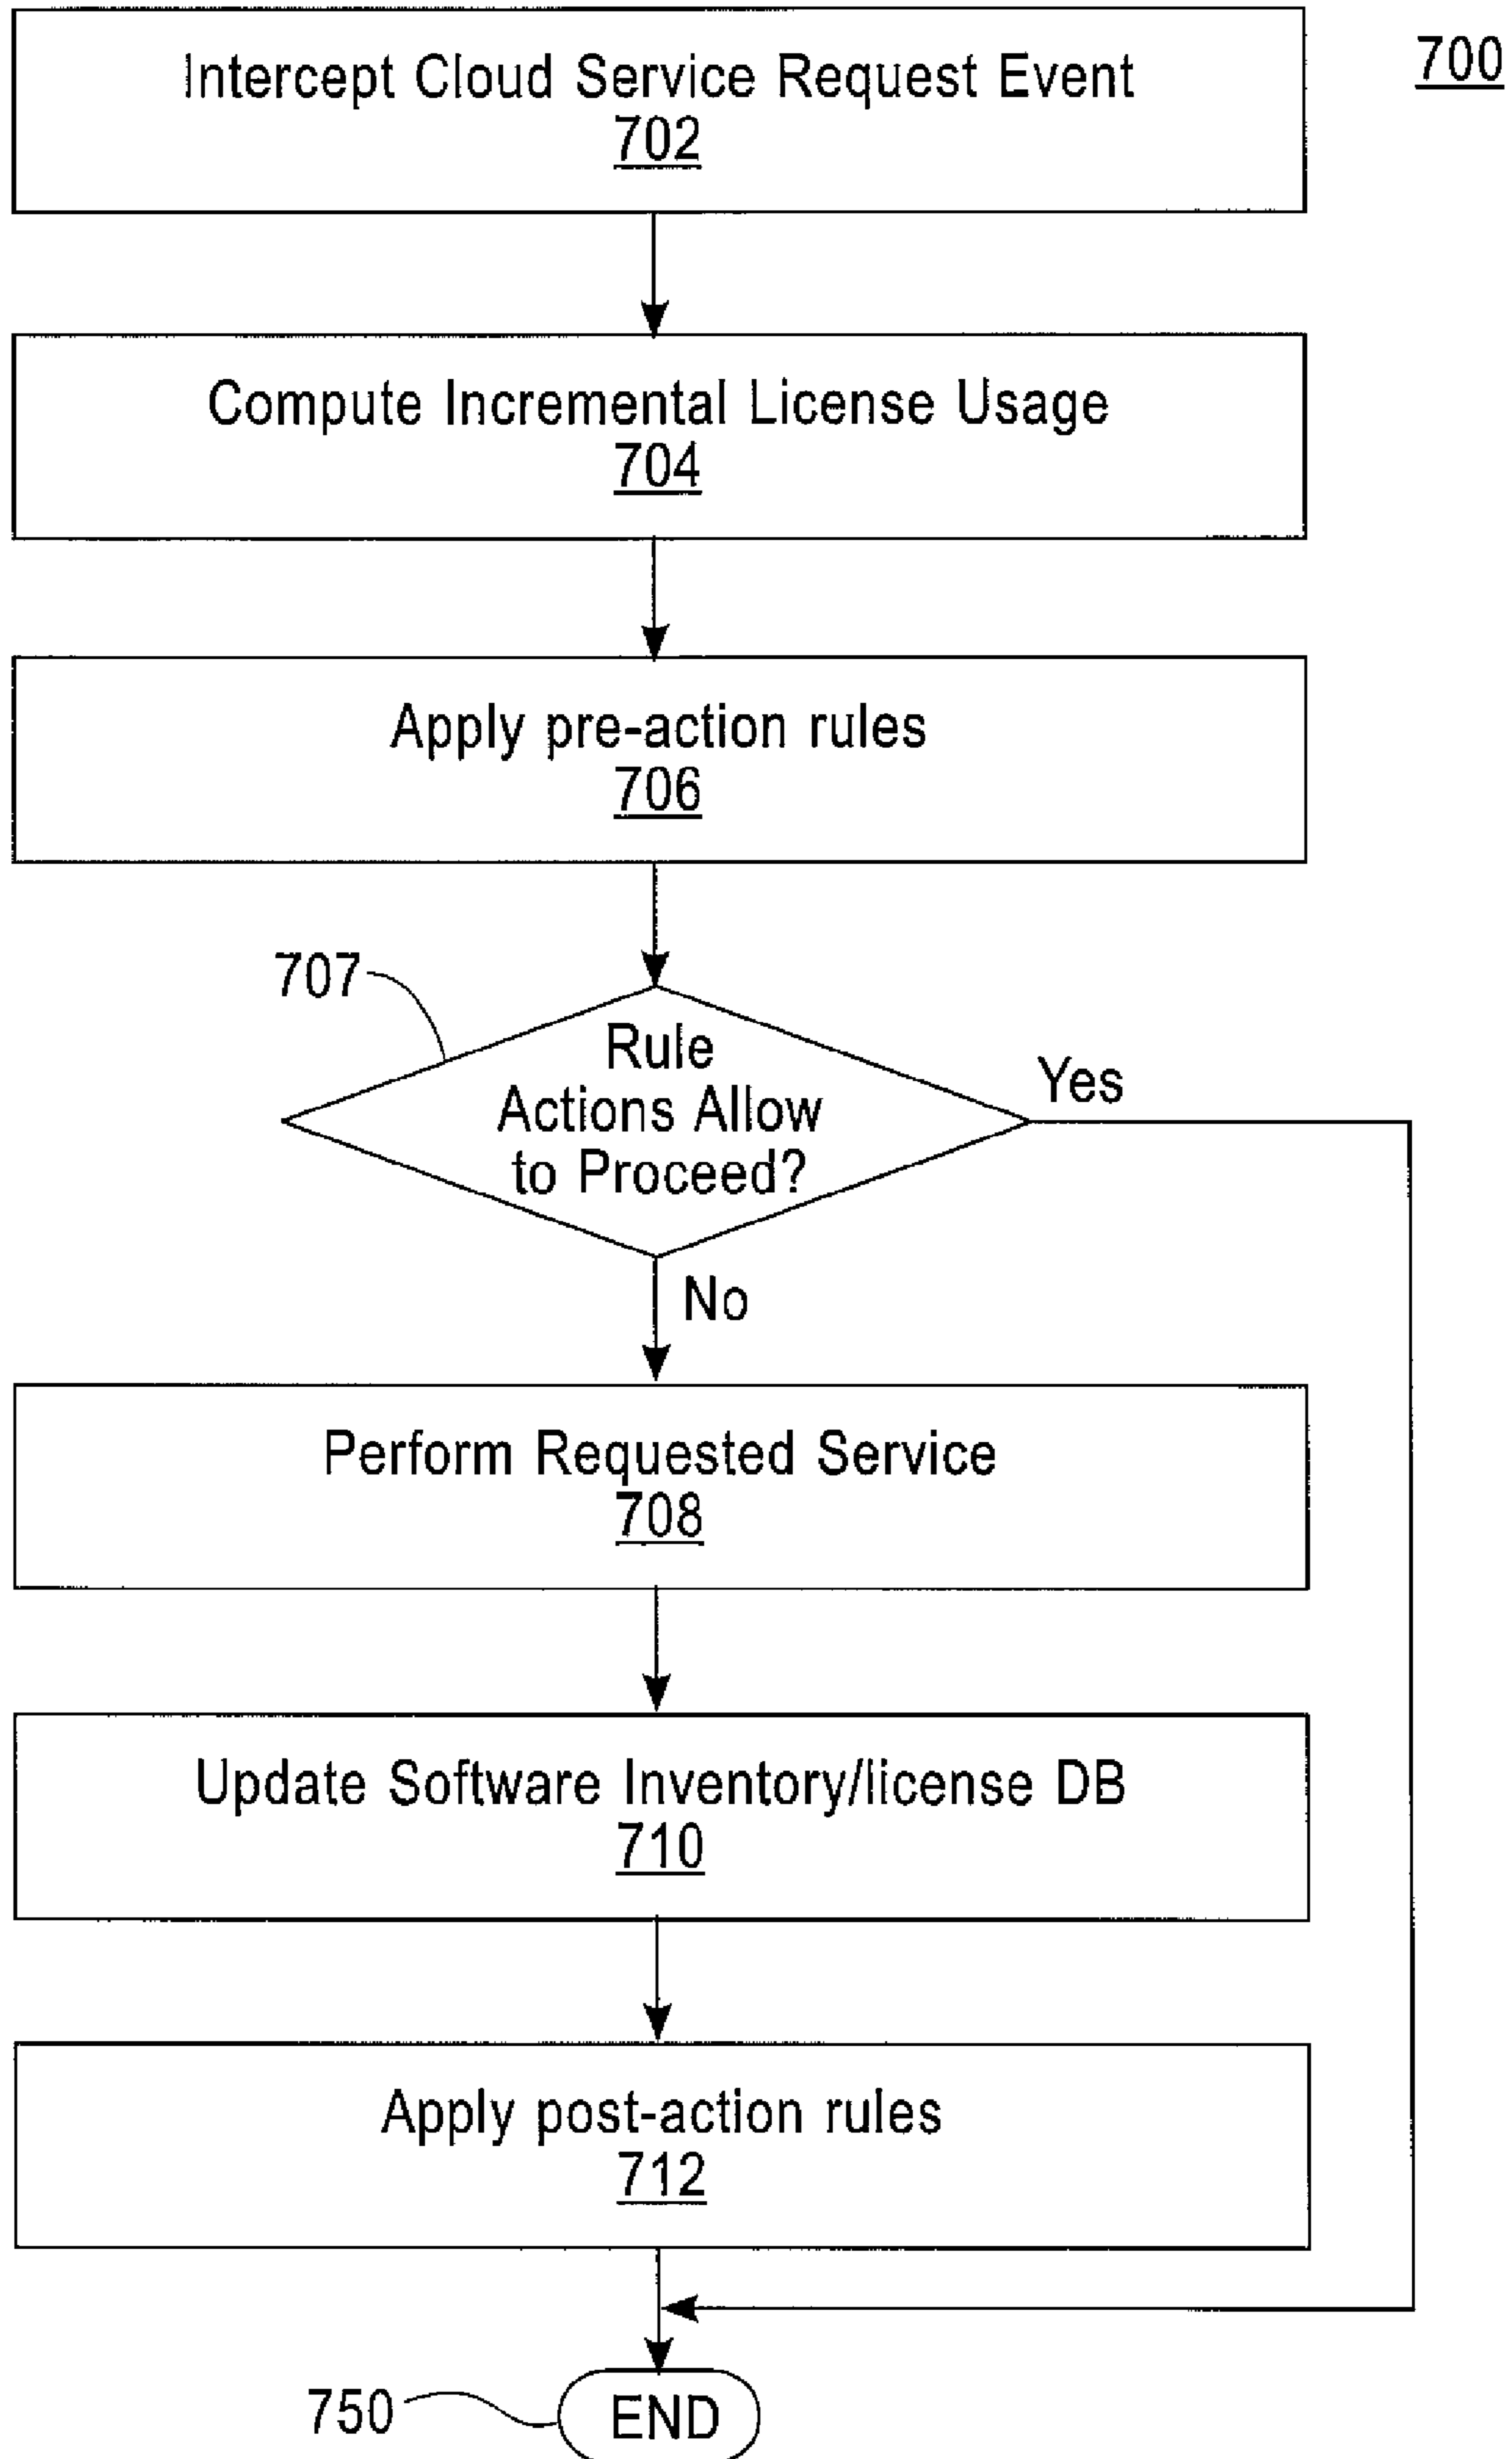 700
Intercept Cloud Service Request Event
702
Compute Incremental License Usage
704
Apply pre-action rules
706
707
Rule
Actions Allow
to Proceed?
Yes
No
Perform Requested Service
708
Update Software Inventory/license DB
710
Apply post-action rules
712
750
END